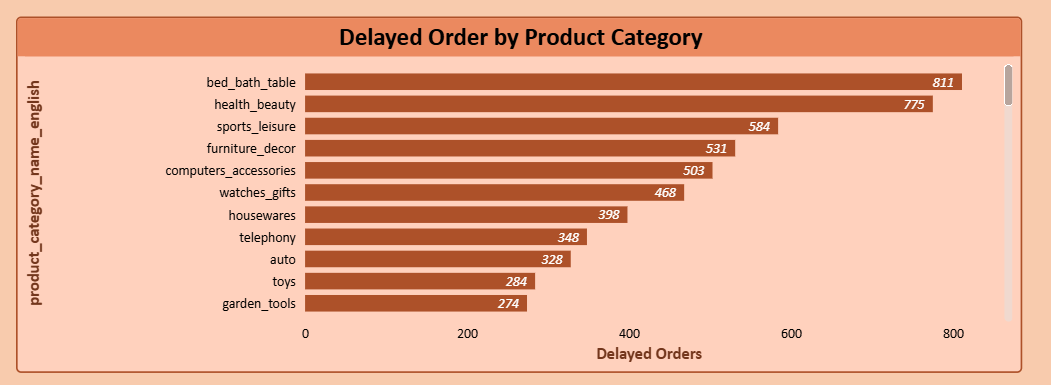 Delayed Order by Product Category
product_category_name_english
bed_bath_table 811
health_beauty 775
sports_leisure 584
furniture_decor 531
computers_accessories 503
watches_gifts 468
housewares 398
telephony 348
auto 328
toys 284
garden_tools 274
0 200 400 600 800
Delayed Orders